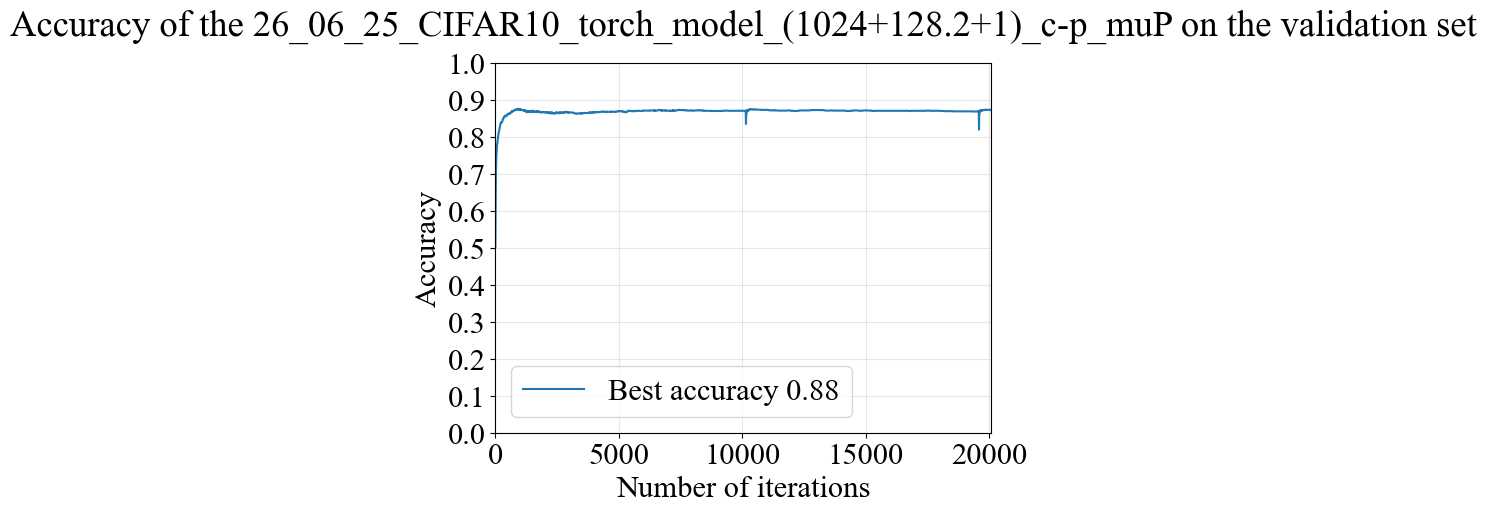 Accuracy of the 26_06_25_CIFAR10_torch_model_(1024+128.2+1)_c-p_muP on the validation set
1.0
0.9
0.8
0.7
0.6
0.5
0.4
0.3
0.2
0.1
0.0
Accuracy
Best accuracy 0.88
0 5000 10000 15000 20000
Number of iterations